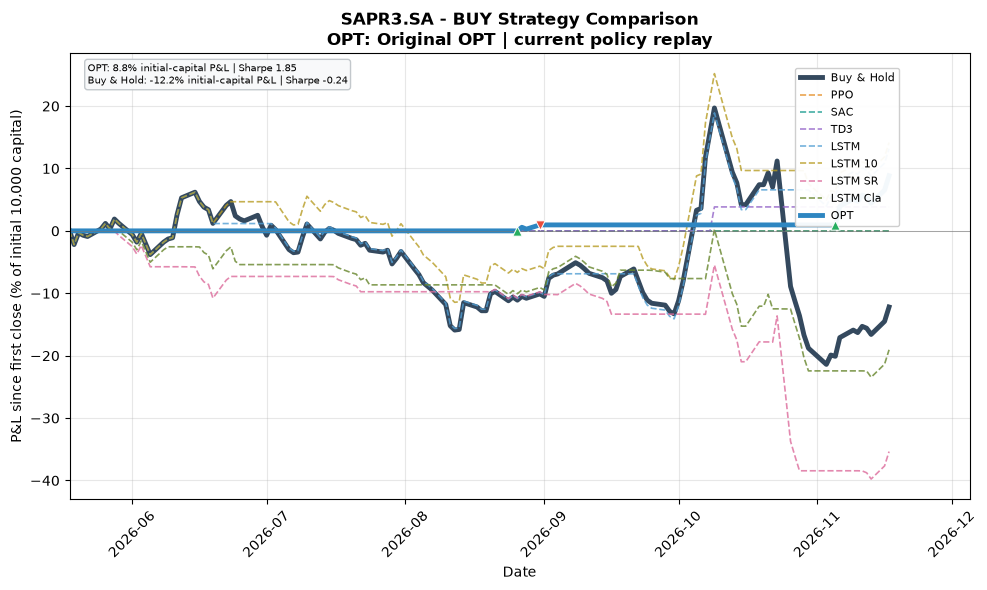 SAPR3.SA - BUY Strategy Comparison
OPT: Original OPT | current policy replay
OPT: 8.8% initial-capital P&L | Sharpe 1.85
Buy & Hold: -12.2% initial-capital P&L | Sharpe -0.24
Buy & Hold
PPO
SAC
TD3
LSTM
LSTM 10
LSTM SR
LSTM Cla
OPT
P&L since first close (% of initial 10,000 capital)
20
10
0
−10
−20
−30
−40
2026-06
2026-07
2026-08
2026-09
2026-10
2026-11
2026-12
Date